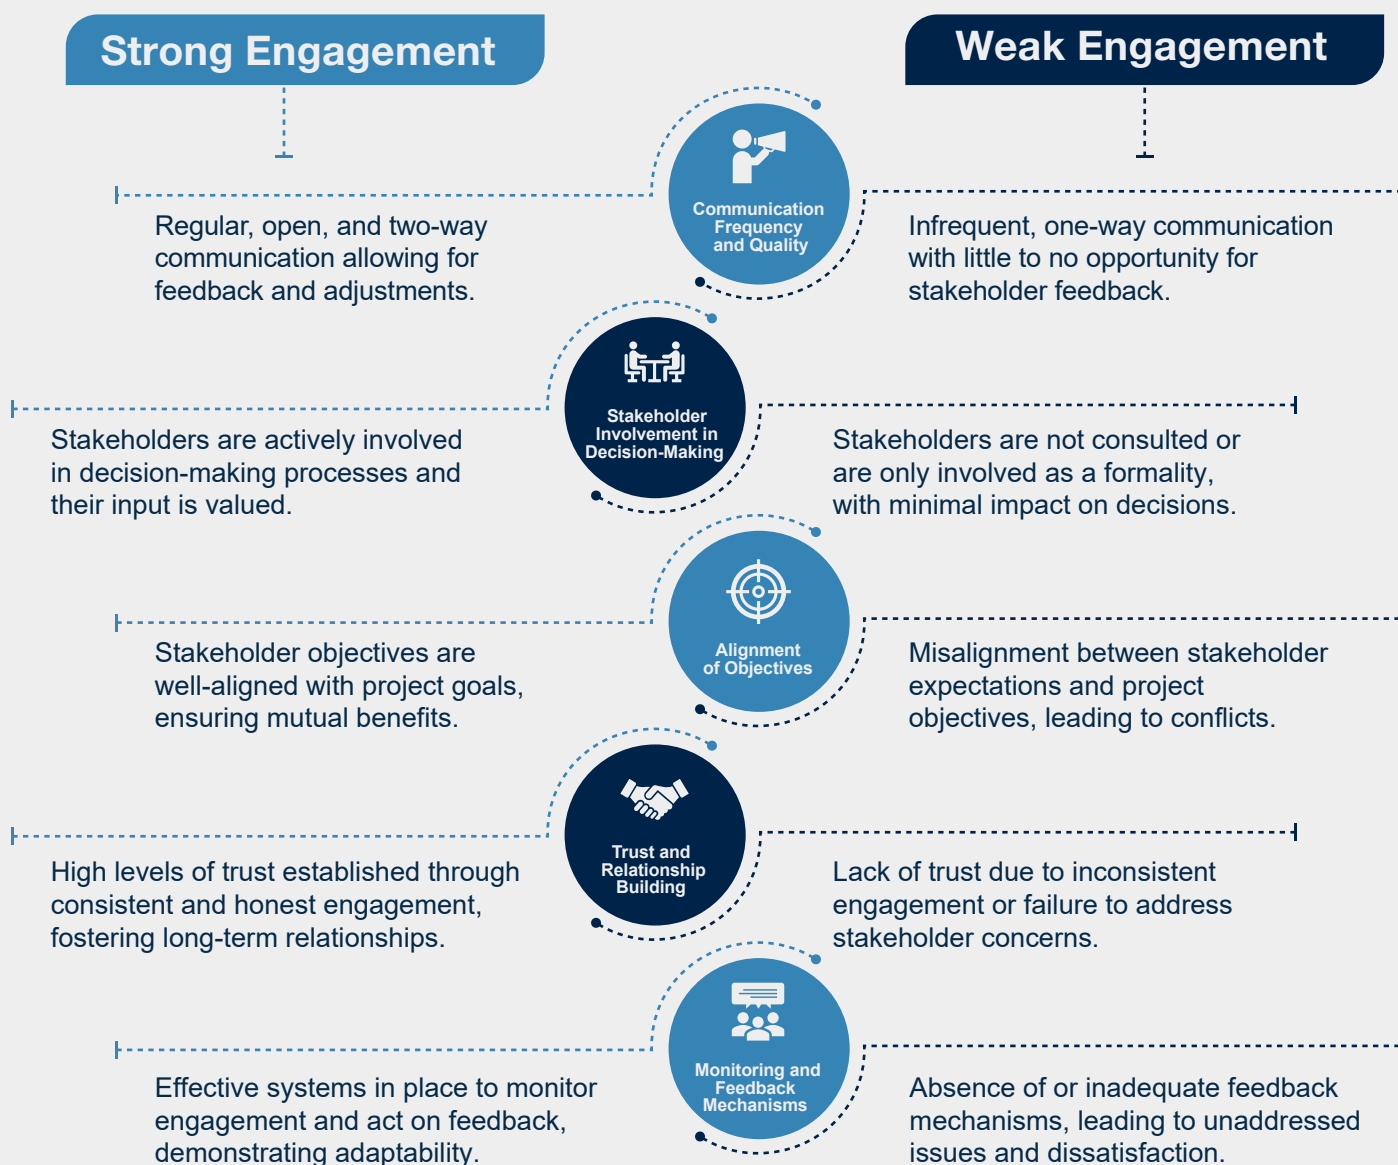 Strong Engagement
Weak Engagement
Communication
Frequency
and Quality
Regular, open, and two-way
communication allowing for
feedback and adjustments.
Infrequent, one-way communication
with little to no opportunity for
stakeholder feedback.
Stakeholder
Involvement in
Decision-Making
Stakeholders are actively involved
in decision-making processes and
their input is valued.
Stakeholders are not consulted or
are only involved as a formality,
with minimal impact on decisions.
Alignment
of Objectives
Stakeholder objectives are
well-aligned with project goals,
ensuring mutual benefits.
Misalignment between stakeholder
expectations and project
objectives, leading to conflicts.
Trust and
Relationship
Building
High levels of trust established through
consistent and honest engagement,
fostering long-term relationships.
Lack of trust due to inconsistent
engagement or failure to address
stakeholder concerns.
Monitoring and
Feedback
Mechanisms
Effective systems in place to monitor
engagement and act on feedback,
demonstrating adaptability.
Absence of or inadequate feedback
mechanisms, leading to unaddressed
issues and dissatisfaction.